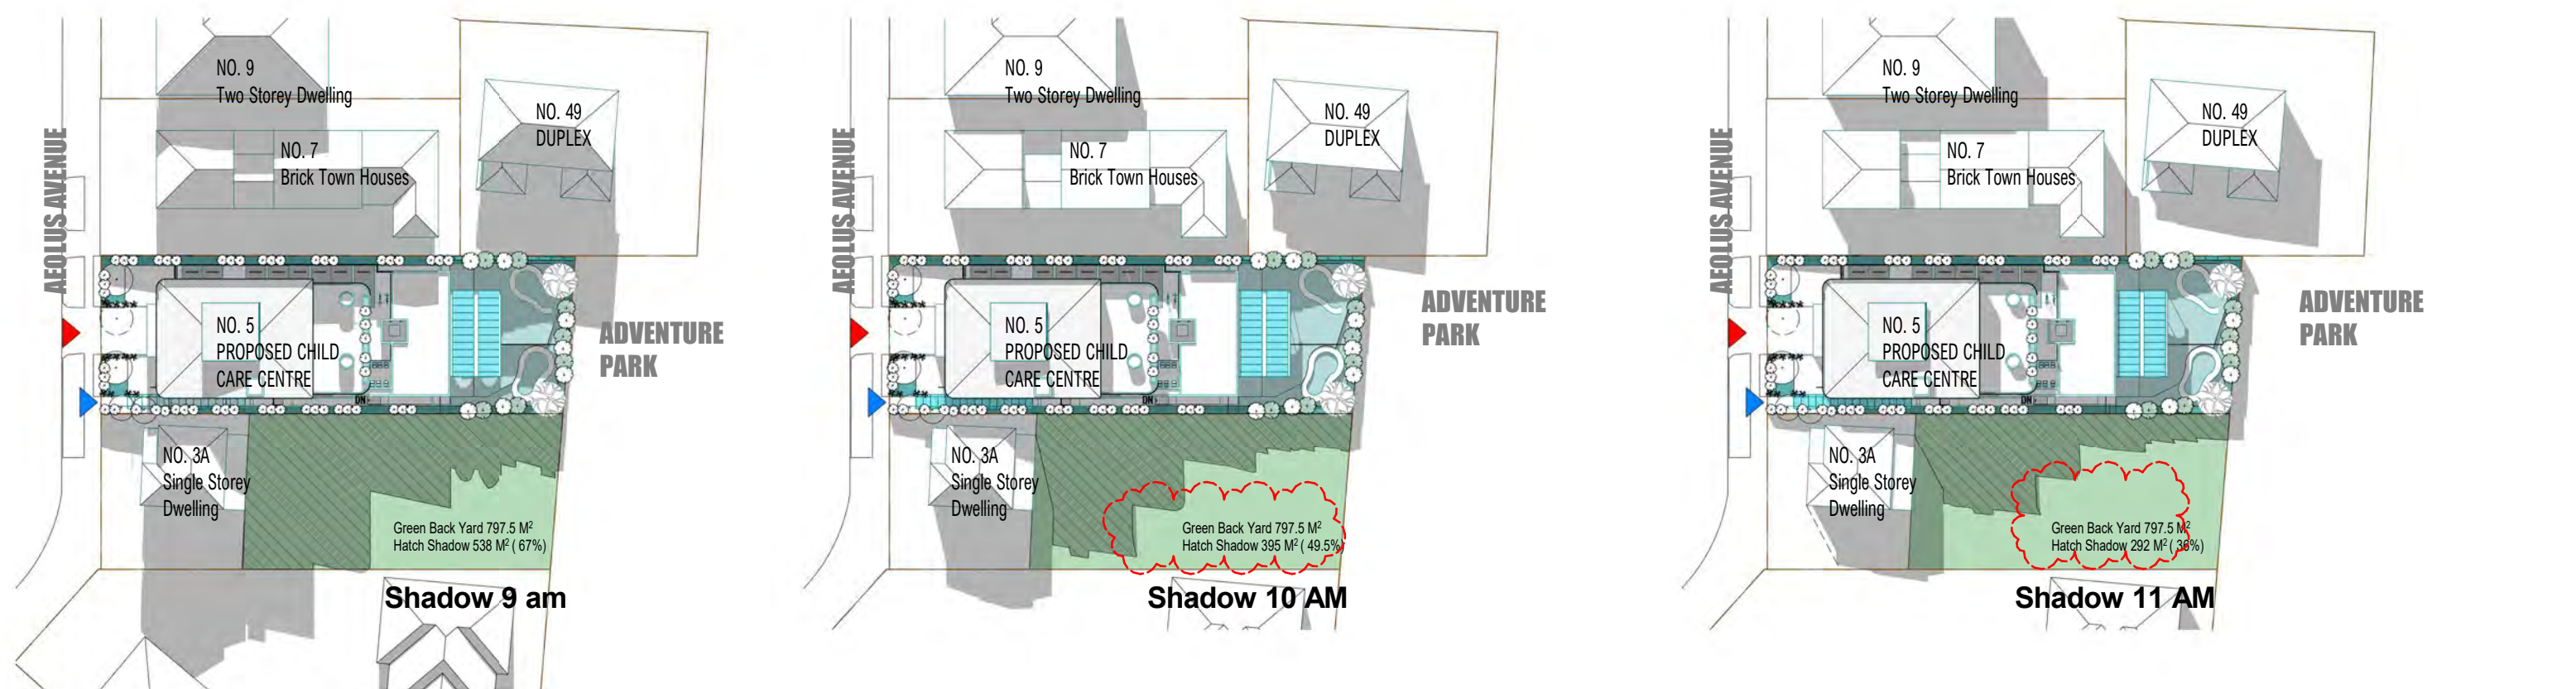 NO. 9
Two Storey Dwelling
NO. 49
DUPLEX
NO. 7
Brick Town Houses
AEOLUS AVENUE
NO. 5
PROPOSED CHILD
CARE CENTRE
DN
ADVENTURE
PARK
NO. 3A
Single Storey
Dwelling
Green Back Yard 797.5 M²
Hatch Shadow 538 M² ( 67%)
Shadow 9 am
NO. 9
Two Storey Dwelling
NO. 49
DUPLEX
NO. 7
Brick Town Houses
AEOLUS AVENUE
NO. 5
PROPOSED CHILD
CARE CENTRE
DN
ADVENTURE
PARK
NO. 3A
Single Storey
Dwelling
Green Back Yard 797.5 M²
Hatch Shadow 395 M² ( 49.5%)
Shadow 10 AM
NO. 9
Two Storey Dwelling
NO. 49
DUPLEX
NO. 7
Brick Town Houses
AEOLUS AVENUE
NO. 5
PROPOSED CHILD
CARE CENTRE
DN
ADVENTURE
PARK
NO. 3A
Single Storey
Dwelling
Green Back Yard 797.5 M²
Hatch Shadow 292 M² ( 36%)
Shadow 11 AM